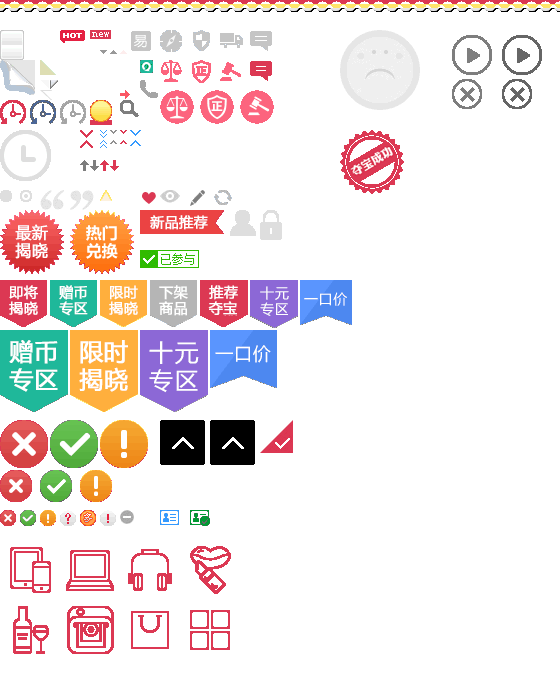 HOT
new
易
正
正
夺宝成功
最新
揭晓
热门
兑换
新品推荐
已参与
即将
揭晓
赠币
专区
限时
揭晓
下架
商品
推荐
夺宝
十元
专区
一口价
赠币
专区
限时
揭晓
十元
专区
一口价